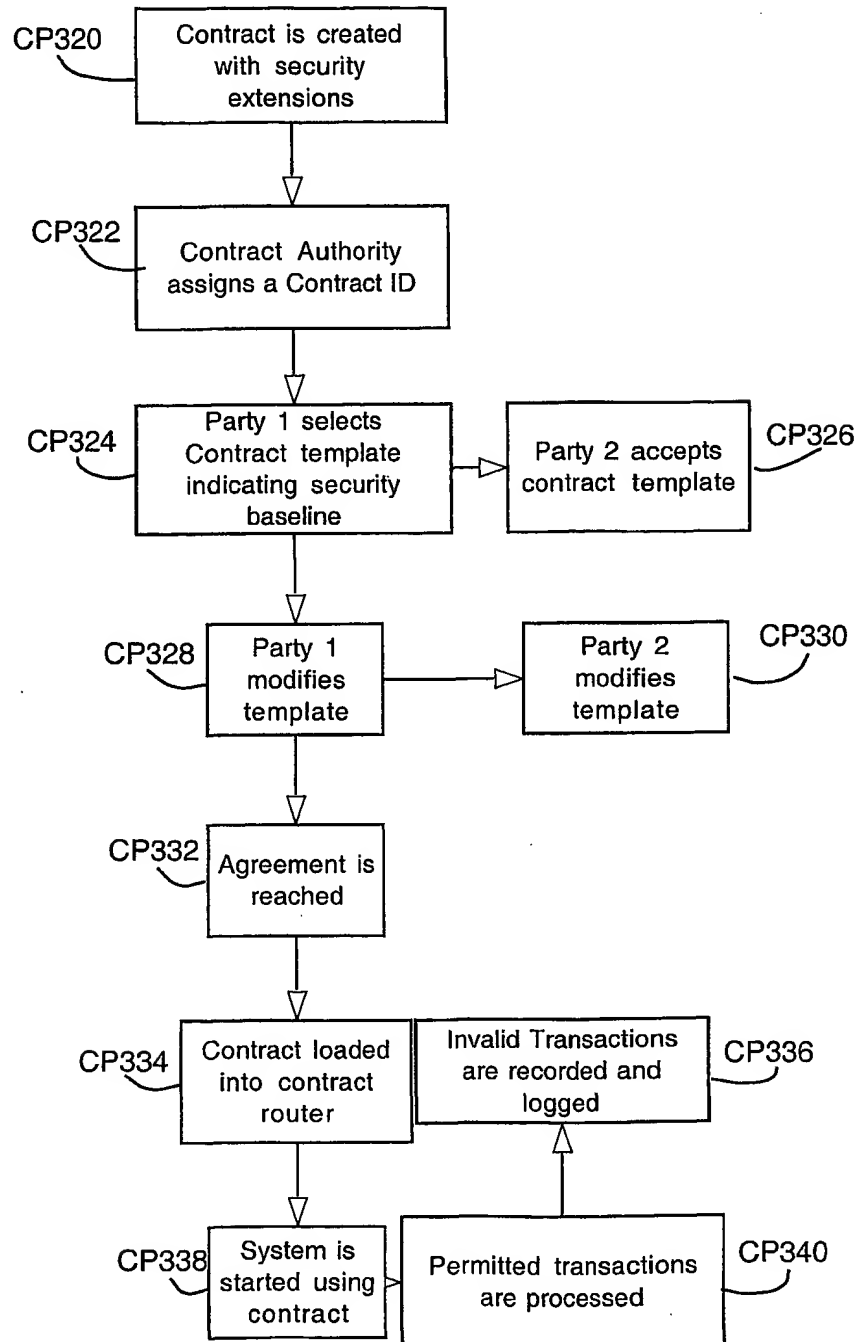 CP320
Contract is created
with security
extensions
CP322
Contract Authority
assigns a Contract ID
CP324
Party 1 selects
Contract template
indicating security
baseline
Party 2 accepts
contract template
CP326
CP328
Party 1
modifies
template
Party 2
modifies
template
CP330
CP332
Agreement is
reached
CP334
Contract loaded
into contract
router
Invalid Transactions
are recorded and
logged
CP336
CP338
System is
started using
contract
Permitted transactions
are processed
CP340